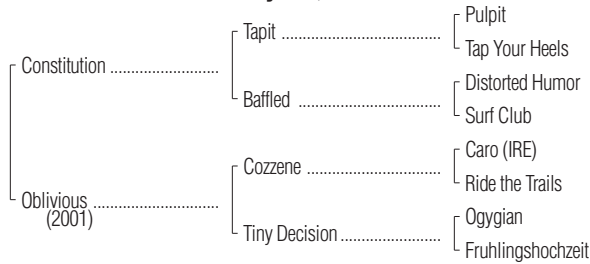 Pulpit
Tapit
Tap Your Heels
Constitution
Distorted Humor
Baffled
Surf Club
Caro (IRE)
Cozzene
Ride the Trails
Oblivious
(2001)
Ogygian
Tiny Decision
Fruhlingshochzeit